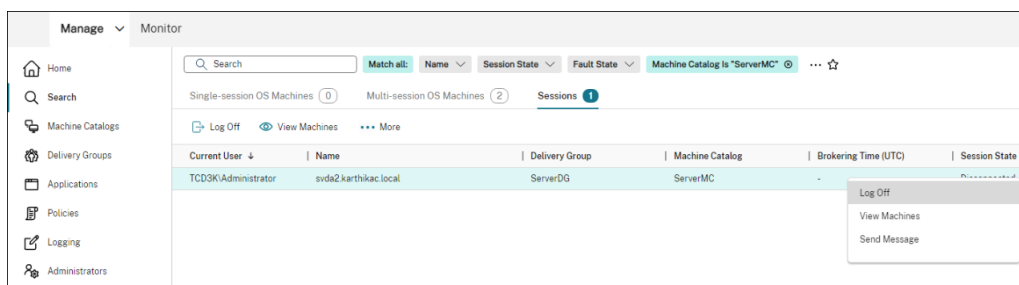 Manage Monitor
Home
Search
Machine Catalogs
Delivery Groups
Applications
Policies
Logging
Administrators
Search Match all: Name Session State Fault State Machine Catalog Is "ServerMC"
Single-session OS Machines 0 Multi-session OS Machines 2 Sessions 1
Log Off View Machines ••• More
Current User ↓ Name Delivery Group Machine Catalog Brokering Time (UTC) Session State
TCD3K\Administrator svda2.karthikac.local ServerDG ServerMC - Disconnected
Log Off
View Machines
Send Message